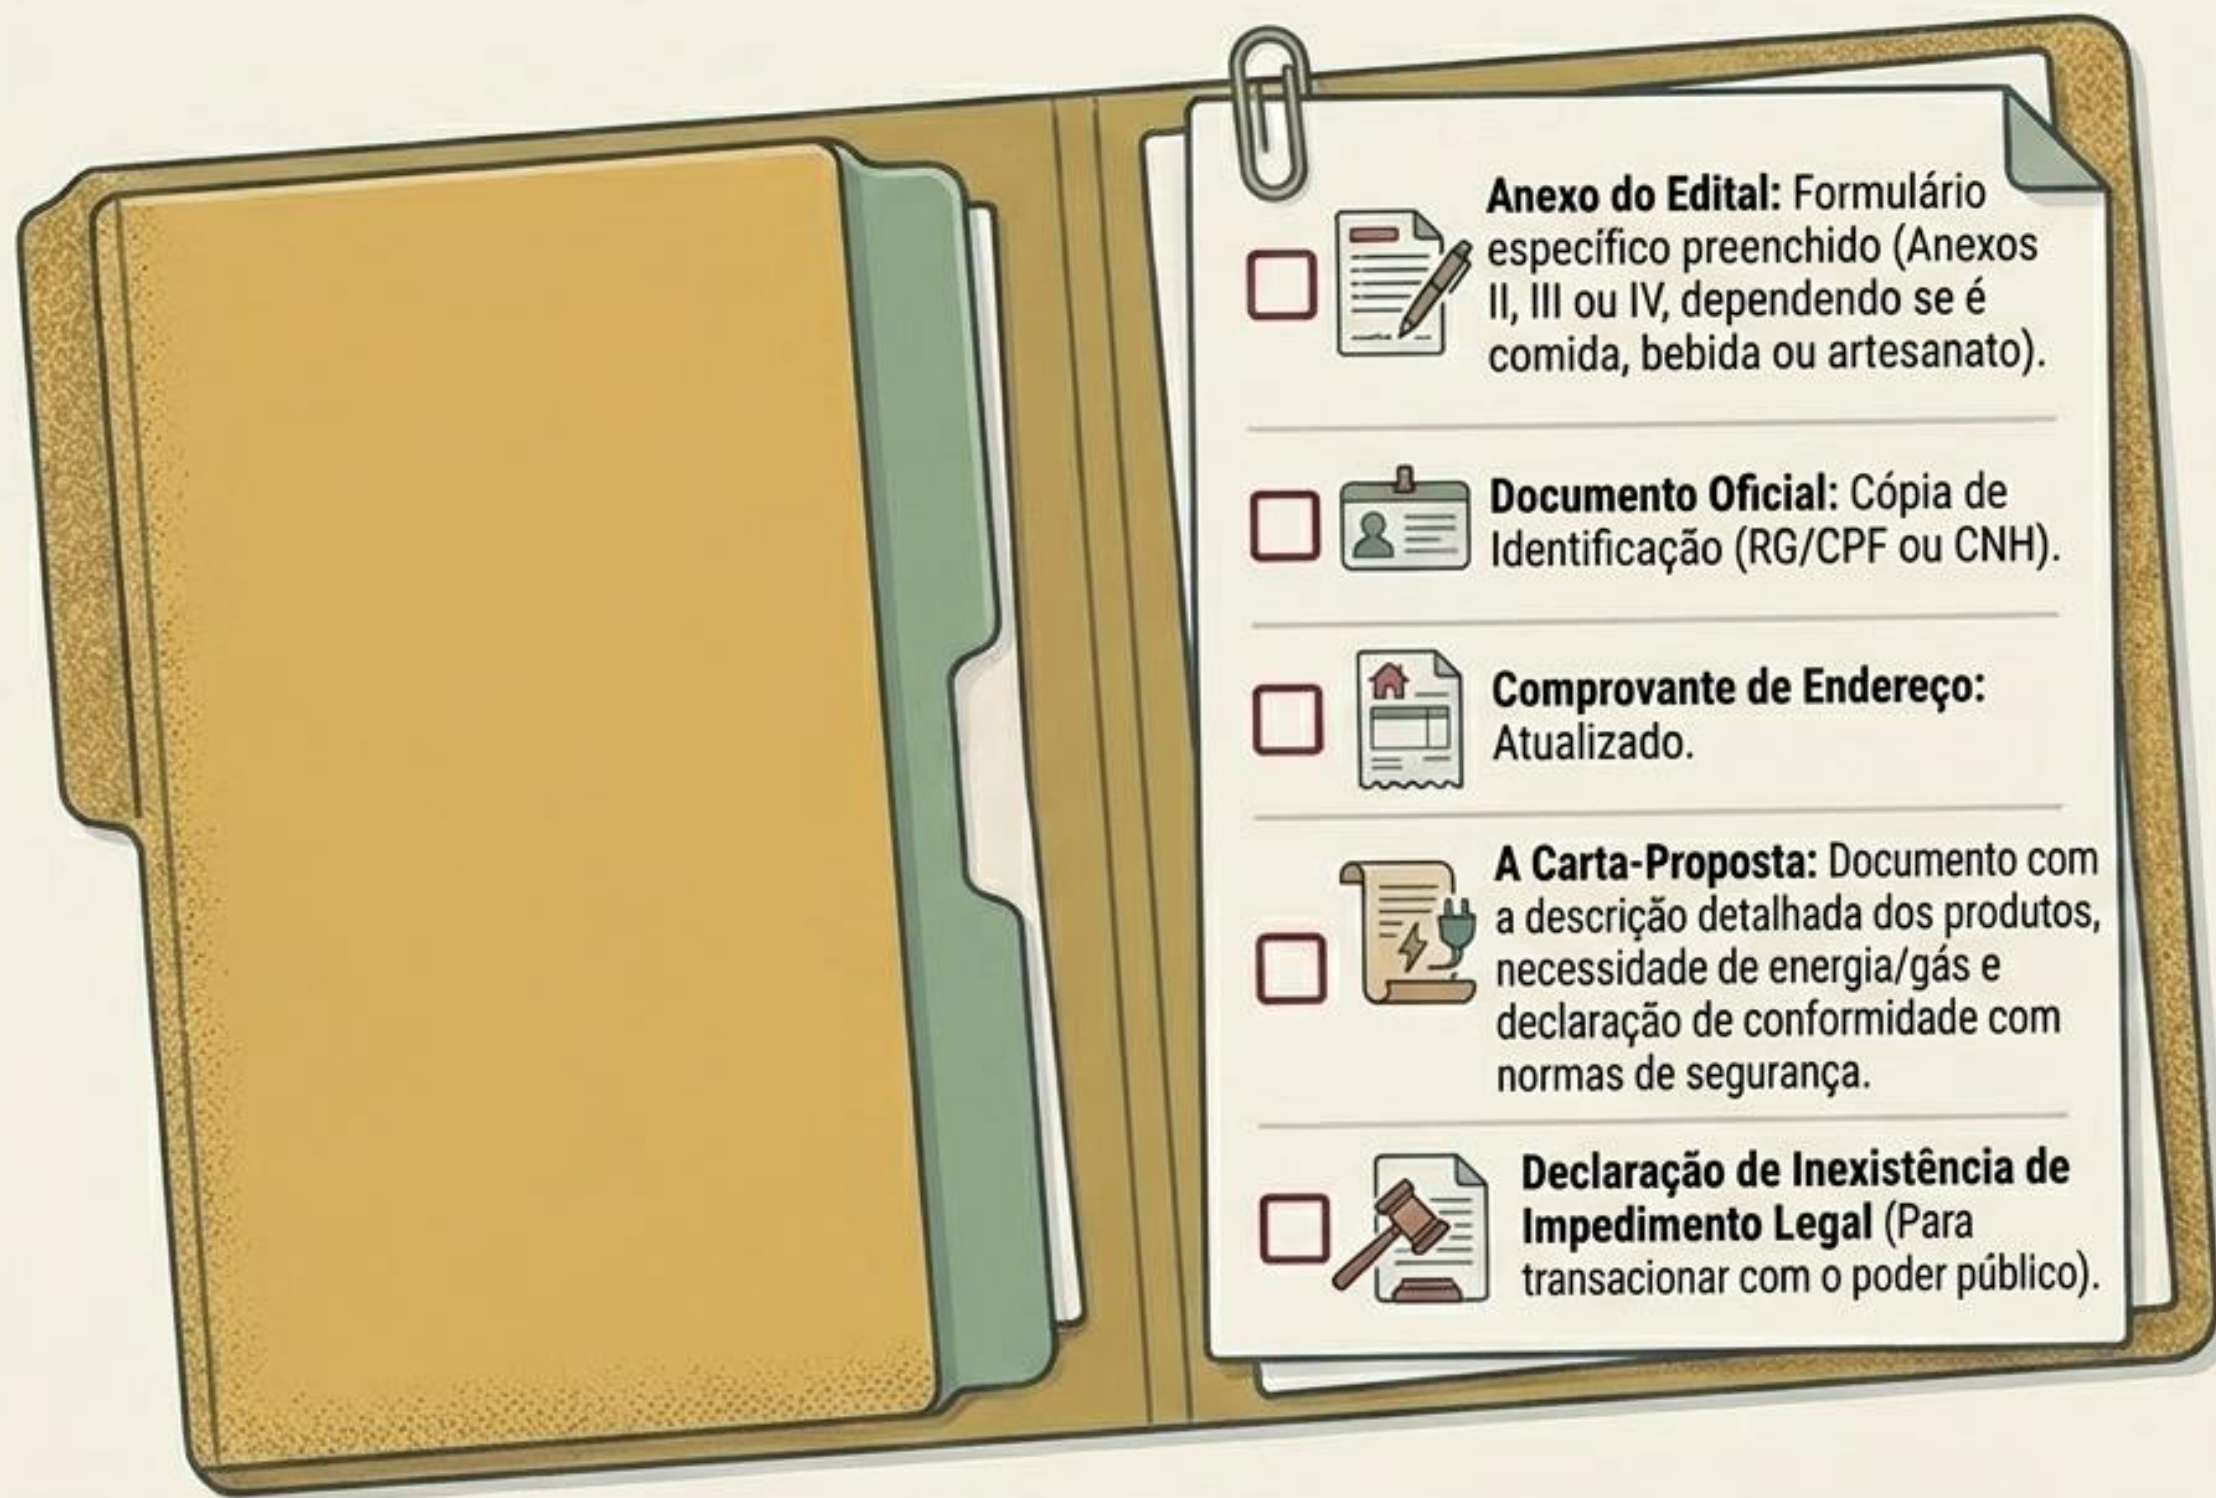 Anexo do Edital: Formulário
específico preenchido (Anexos
II, III ou IV, dependendo se é
comida, bebida ou artesanato).
Documento Oficial: Cópia de
Identificação (RG/CPF ou CNH).
Comprovante de Endereço:
Atualizado.
A Carta-Proposta: Documento com
a descrição detalhada dos produtos,
necessidade de energia/gás e
declaração de conformidade com
normas de segurança.
Declaração de Inexistência de
Impedimento Legal (Para
transacionar com o poder público).